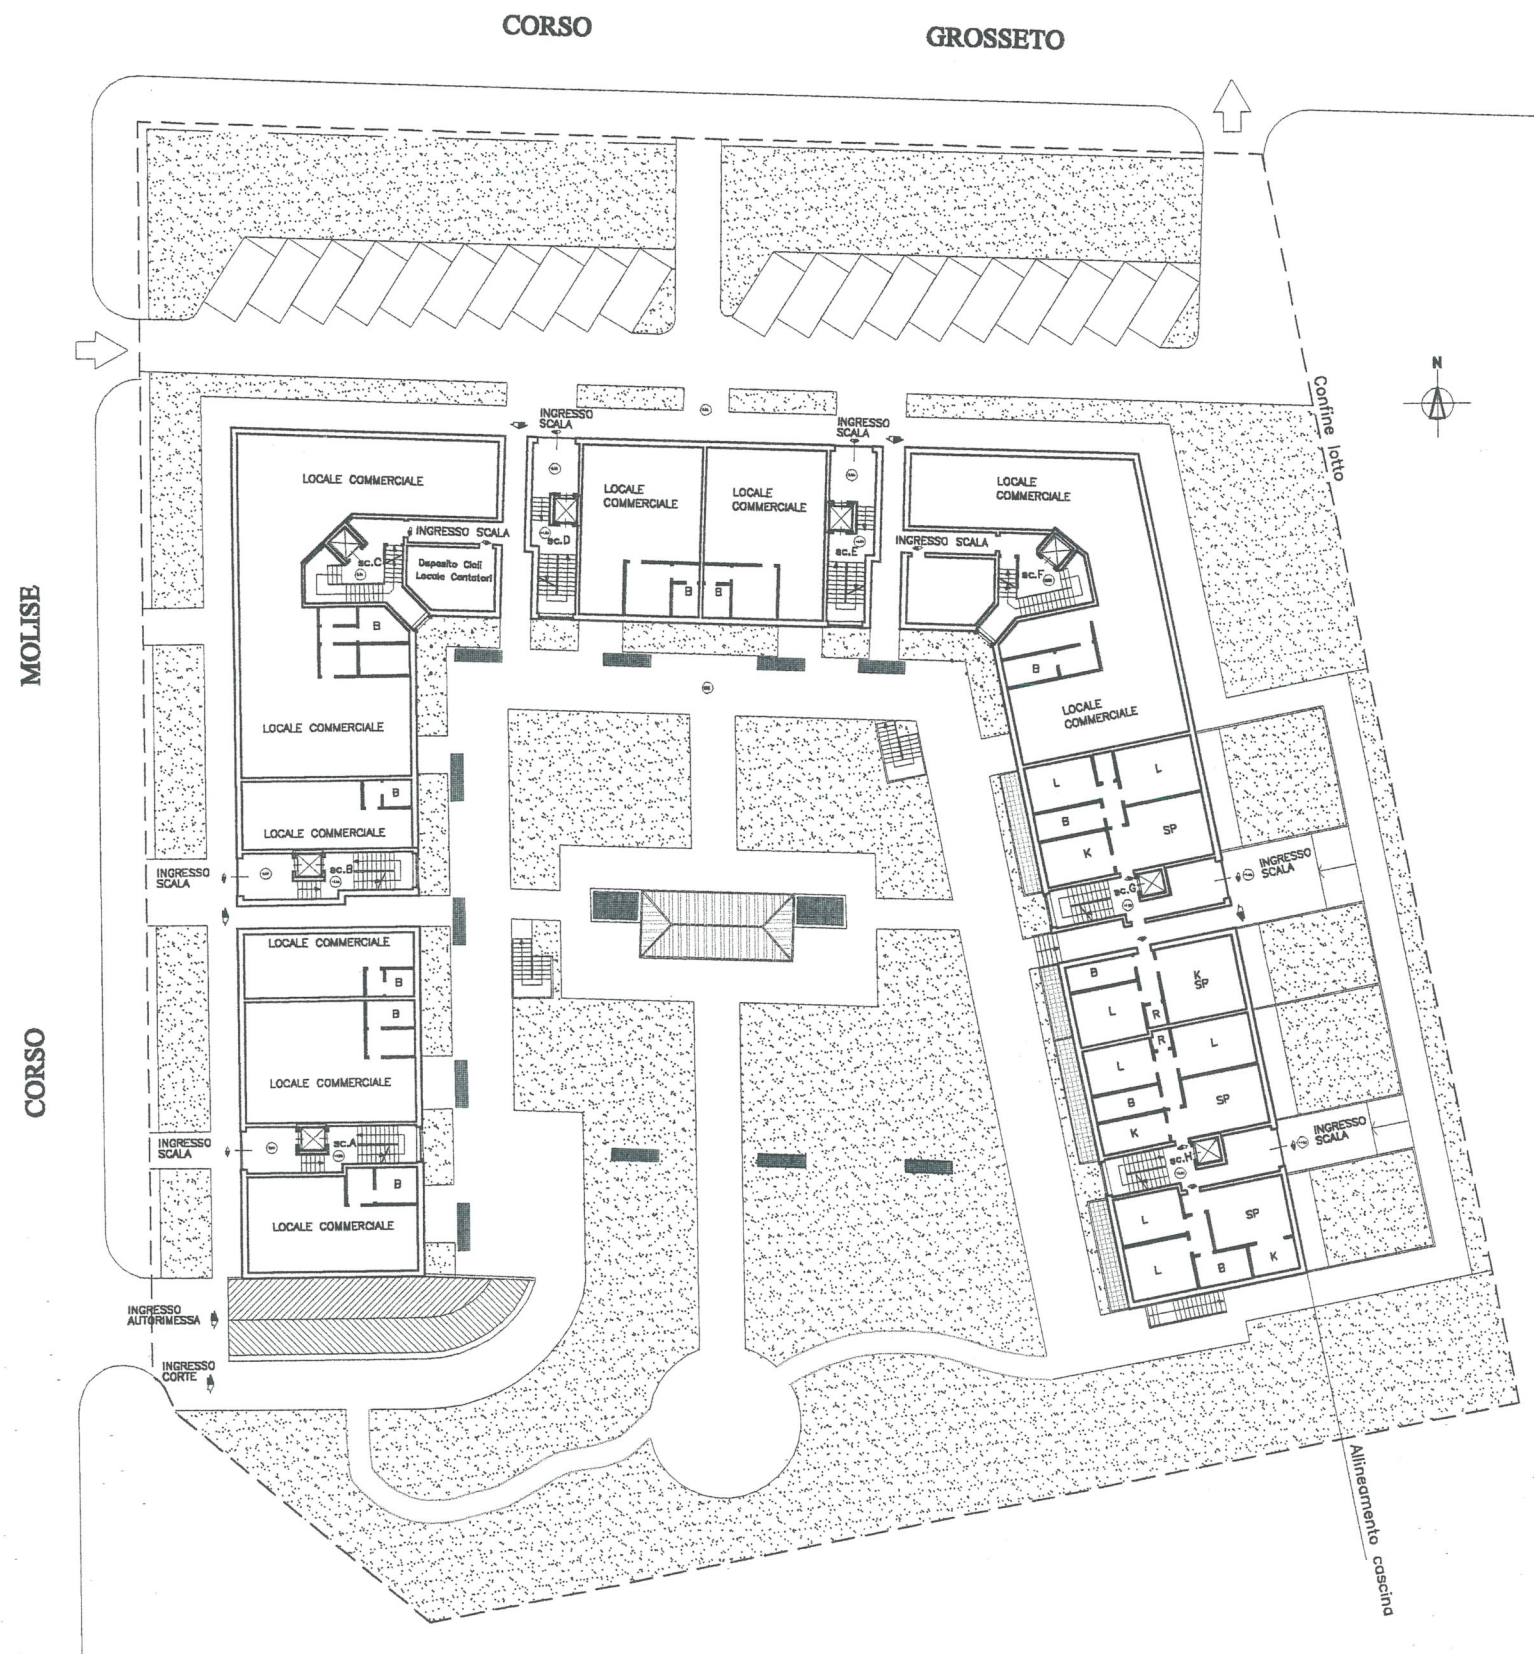 CORSO
GROSSETO
N
Confine lotto
INGRESSO
SCALA
INGRESSO
SCALA
LOCALE COMMERCIALE
LOCALE
COMMERCIALE
LOCALE
COMMERCIALE
LOCALE
COMMERCIALE
INGRESSO SCALA
sc.D
sc.E
INGRESSO SCALA
sc.C
Deposito Cicli
Locale Contatori
sc.F
B
B
B
B
MOLISE
LOCALE COMMERCIALE
LOCALE
COMMERCIALE
L
L
B
LOCALE COMMERCIALE
B
SP
K
INGRESSO
SCALA
sc.B
INGRESSO
SCALA
sc.G
LOCALE COMMERCIALE
B
B
K
SP
L
R
B
R
L
L
LOCALE COMMERCIALE
CORSO
B
SP
K
INGRESSO
SCALA
sc.A
INGRESSO
SCALA
sc.H
B
LOCALE COMMERCIALE
L
SP
L
B
K
INGRESSO
AUTORIMESSA
INGRESSO
CORTE
Allineamento cascina